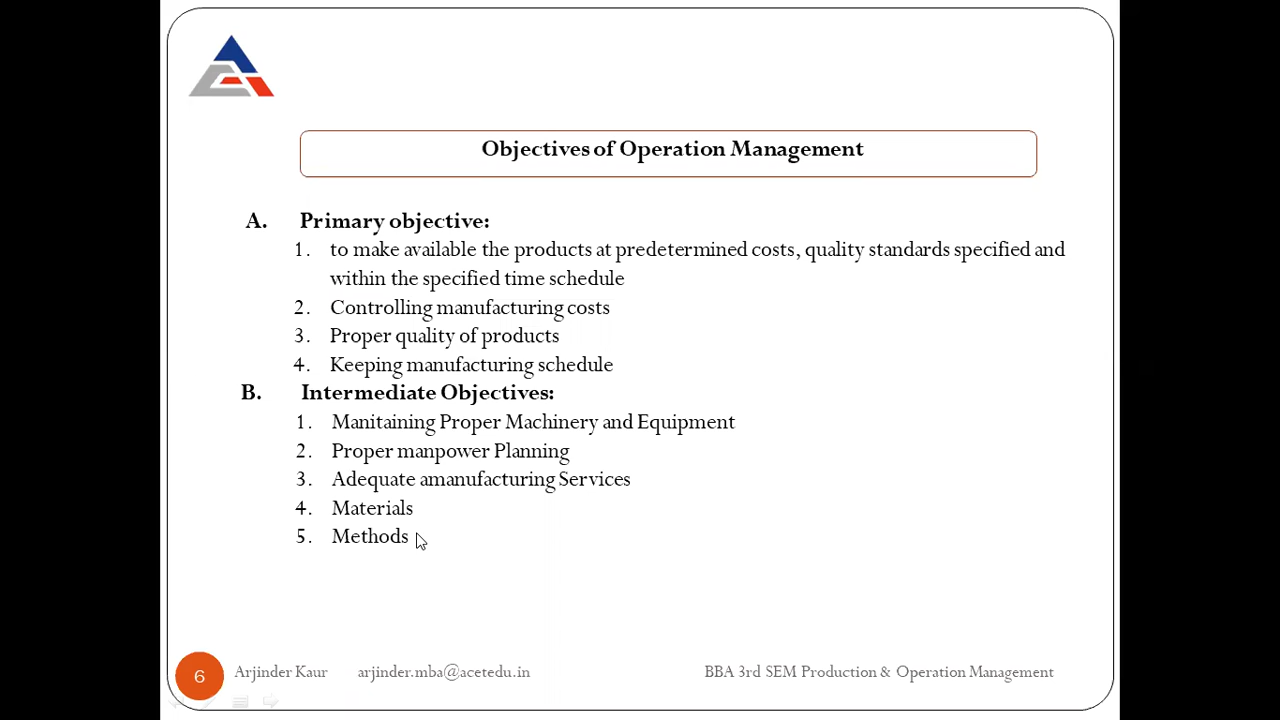 Objectives of Operation Management
A. Primary objective:
1. to make available the products at predetermined costs, quality standards specified and
within the specified time schedule
2. Controlling manufacturing costs
3. Proper quality of products
4. Keeping manufacturing schedule
B. Intermediate Objectives:
1. Manitaining Proper Machinery and Equipment
2. Proper manpower Planning
3. Adequate amanufacturing Services
4. Materials
5. Methods
6 Arjinder Kaur arjinder.mba@acetedu.in BBA 3rd SEM Production & Operation Management